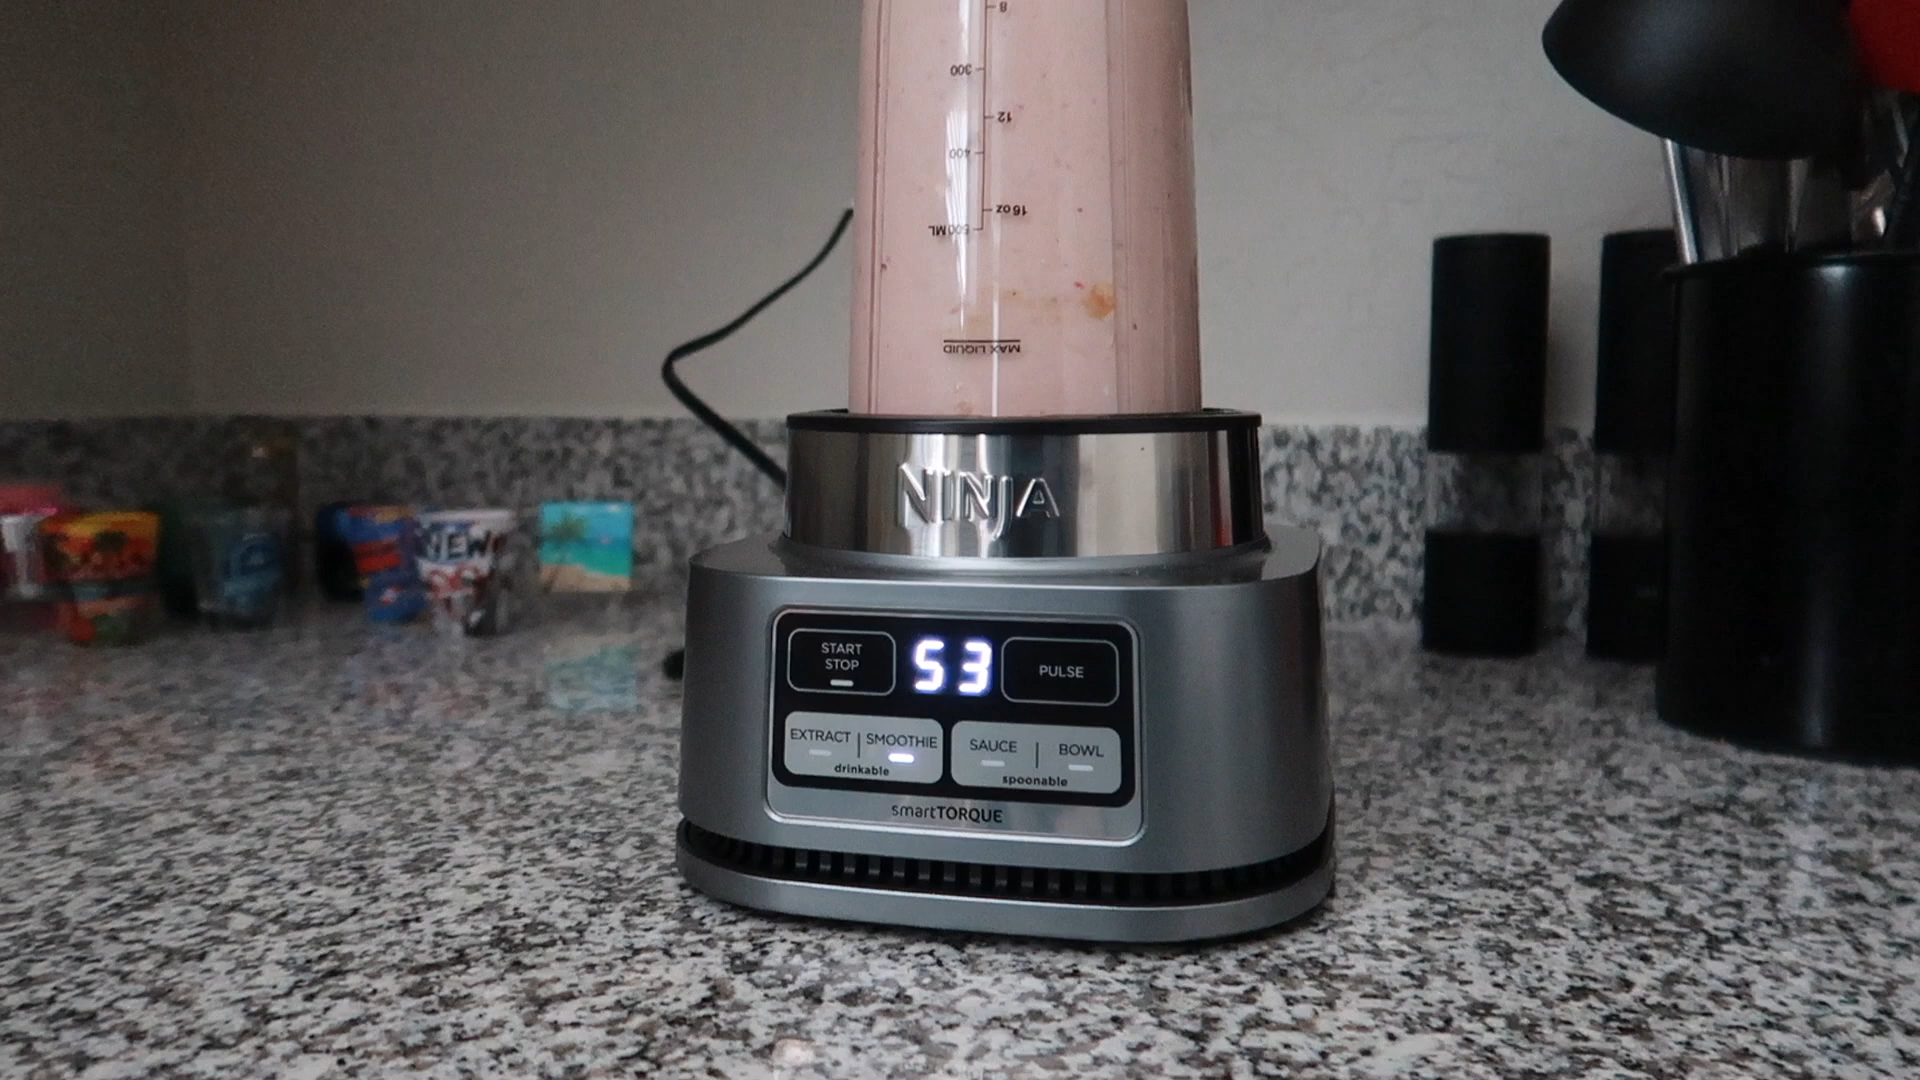 8
300
12
400
16 oz
500 ML
MAX LIQUID
NINJA
NEW
START
STOP
53
PULSE
EXTRACT | SMOOTHIE
drinkable
SAUCE | BOWL
spoonable
smartTORQUE